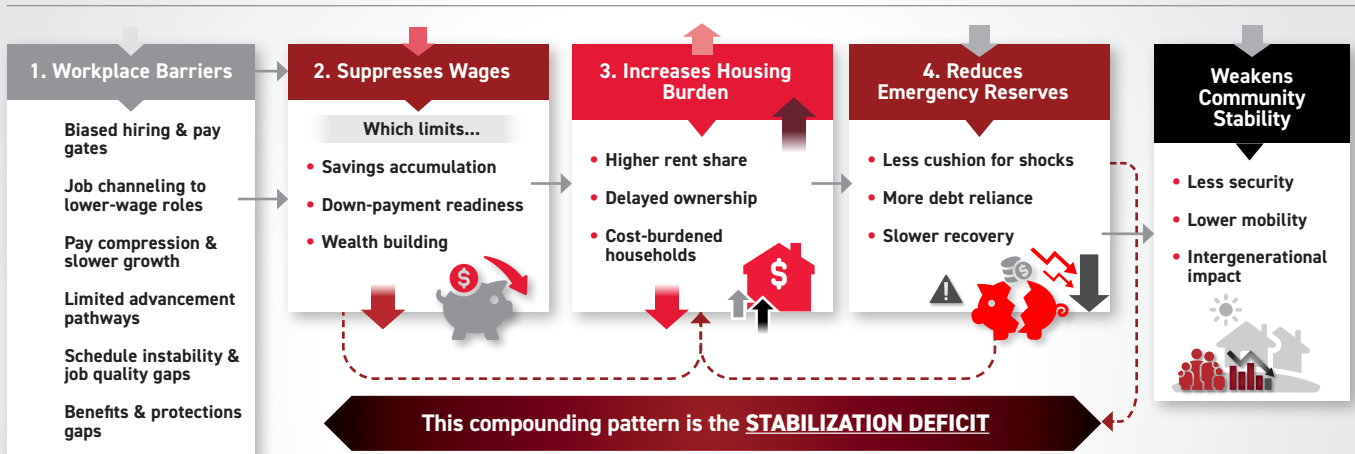 1. Workplace Barriers
Biased hiring & pay
gates
Job channeling to
lower-wage roles
Pay compression &
slower growth
Limited advancement
pathways
Schedule instability &
job quality gaps
Benefits & protections
gaps
2. Suppresses Wages
Which limits...
• Savings accumulation
• Down-payment readiness
• Wealth building
$
3. Increases Housing
Burden
• Higher rent share
• Delayed ownership
• Cost-burdened
households
$
4. Reduces
Emergency Reserves
• Less cushion for shocks
• More debt reliance
• Slower recovery
!
$
Weakens
Community
Stability
• Less security
• Lower mobility
• Intergenerational
impact
This compounding pattern is the STABILIZATION DEFICIT